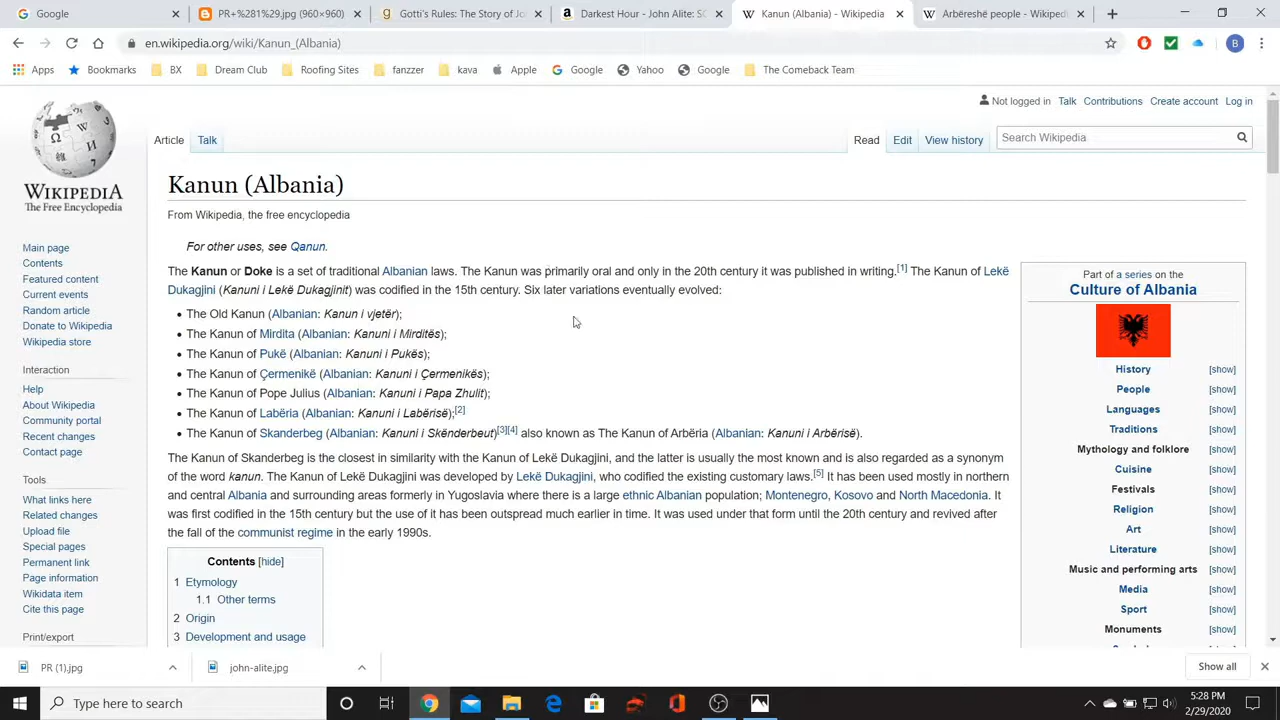 Google
PR+%281%29.jpg (960×960)
Gotti's Rules: The Story of Jo
Darkest Hour - John Alite: SC
Kanun (Albania) - Wikipedia
Arbëreshë people - Wikipedi
en.wikipedia.org/wiki/Kanun_(Albania)
B
Apps Bookmarks BX Dream Club Roofing Sites fanzzer kava Apple Google Yahoo Google The Comeback Team
Not logged in Talk Contributions Create account Log in
Article Talk Read Edit View history Search Wikipedia
WIKIPEDIA
The Free Encyclopedia
Main page
Contents
Featured content
Current events
Random article
Donate to Wikipedia
Wikipedia store
Interaction
Help
About Wikipedia
Community portal
Recent changes
Contact page
Tools
What links here
Related changes
Upload file
Special pages
Permanent link
Page information
Wikidata item
Cite this page
Print/export
Kanun (Albania)
From Wikipedia, the free encyclopedia
For other uses, see Qanun.
The Kanun or Doke is a set of traditional Albanian laws. The Kanun was primarily oral and only in the 20th century it was published in writing.[1] The Kanun of Lekë
Dukagjini (Kanuni i Lekë Dukagjinit) was codified in the 15th century. Six later variations eventually evolved:
• The Old Kanun (Albanian: Kanun i vjetër);
• The Kanun of Mirdita (Albanian: Kanuni i Mirditës);
• The Kanun of Pukë (Albanian: Kanuni i Pukës);
• The Kanun of Çermenikë (Albanian: Kanuni i Çermenikës);
• The Kanun of Pope Julius (Albanian: Kanuni i Papa Zhulit);
• The Kanun of Labëria (Albanian: Kanuni i Labërisë);[2]
• The Kanun of Skanderbeg (Albanian: Kanuni i Skënderbeut)[3][4] also known as The Kanun of Arbëria (Albanian: Kanuni i Arbërisë).
The Kanun of Skanderbeg is the closest in similarity with the Kanun of Lekë Dukagjini, and the latter is usually the most known and is also regarded as a synonym
of the word kanun. The Kanun of Lekë Dukagjini was developed by Lekë Dukagjini, who codified the existing customary laws.[5] It has been used mostly in northern
and central Albania and surrounding areas formerly in Yugoslavia where there is a large ethnic Albanian population; Montenegro, Kosovo and North Macedonia. It
was first codified in the 15th century but the use of it has been outspread much earlier in time. It was used under that form until the 20th century and revived after
the fall of the communist regime in the early 1990s.
Contents [hide]
1 Etymology
1.1 Other terms
2 Origin
3 Development and usage
Part of a series on the
Culture of Albania
History [show]
People [show]
Languages [show]
Traditions [show]
Mythology and folklore [show]
Cuisine [show]
Festivals [show]
Religion [show]
Art [show]
Literature [show]
Music and performing arts [show]
Media [show]
Sport [show]
Monuments [show]
PR (1).jpg
john-alite.jpg
Show all
Type here to search
5:28 PM
2/29/2020